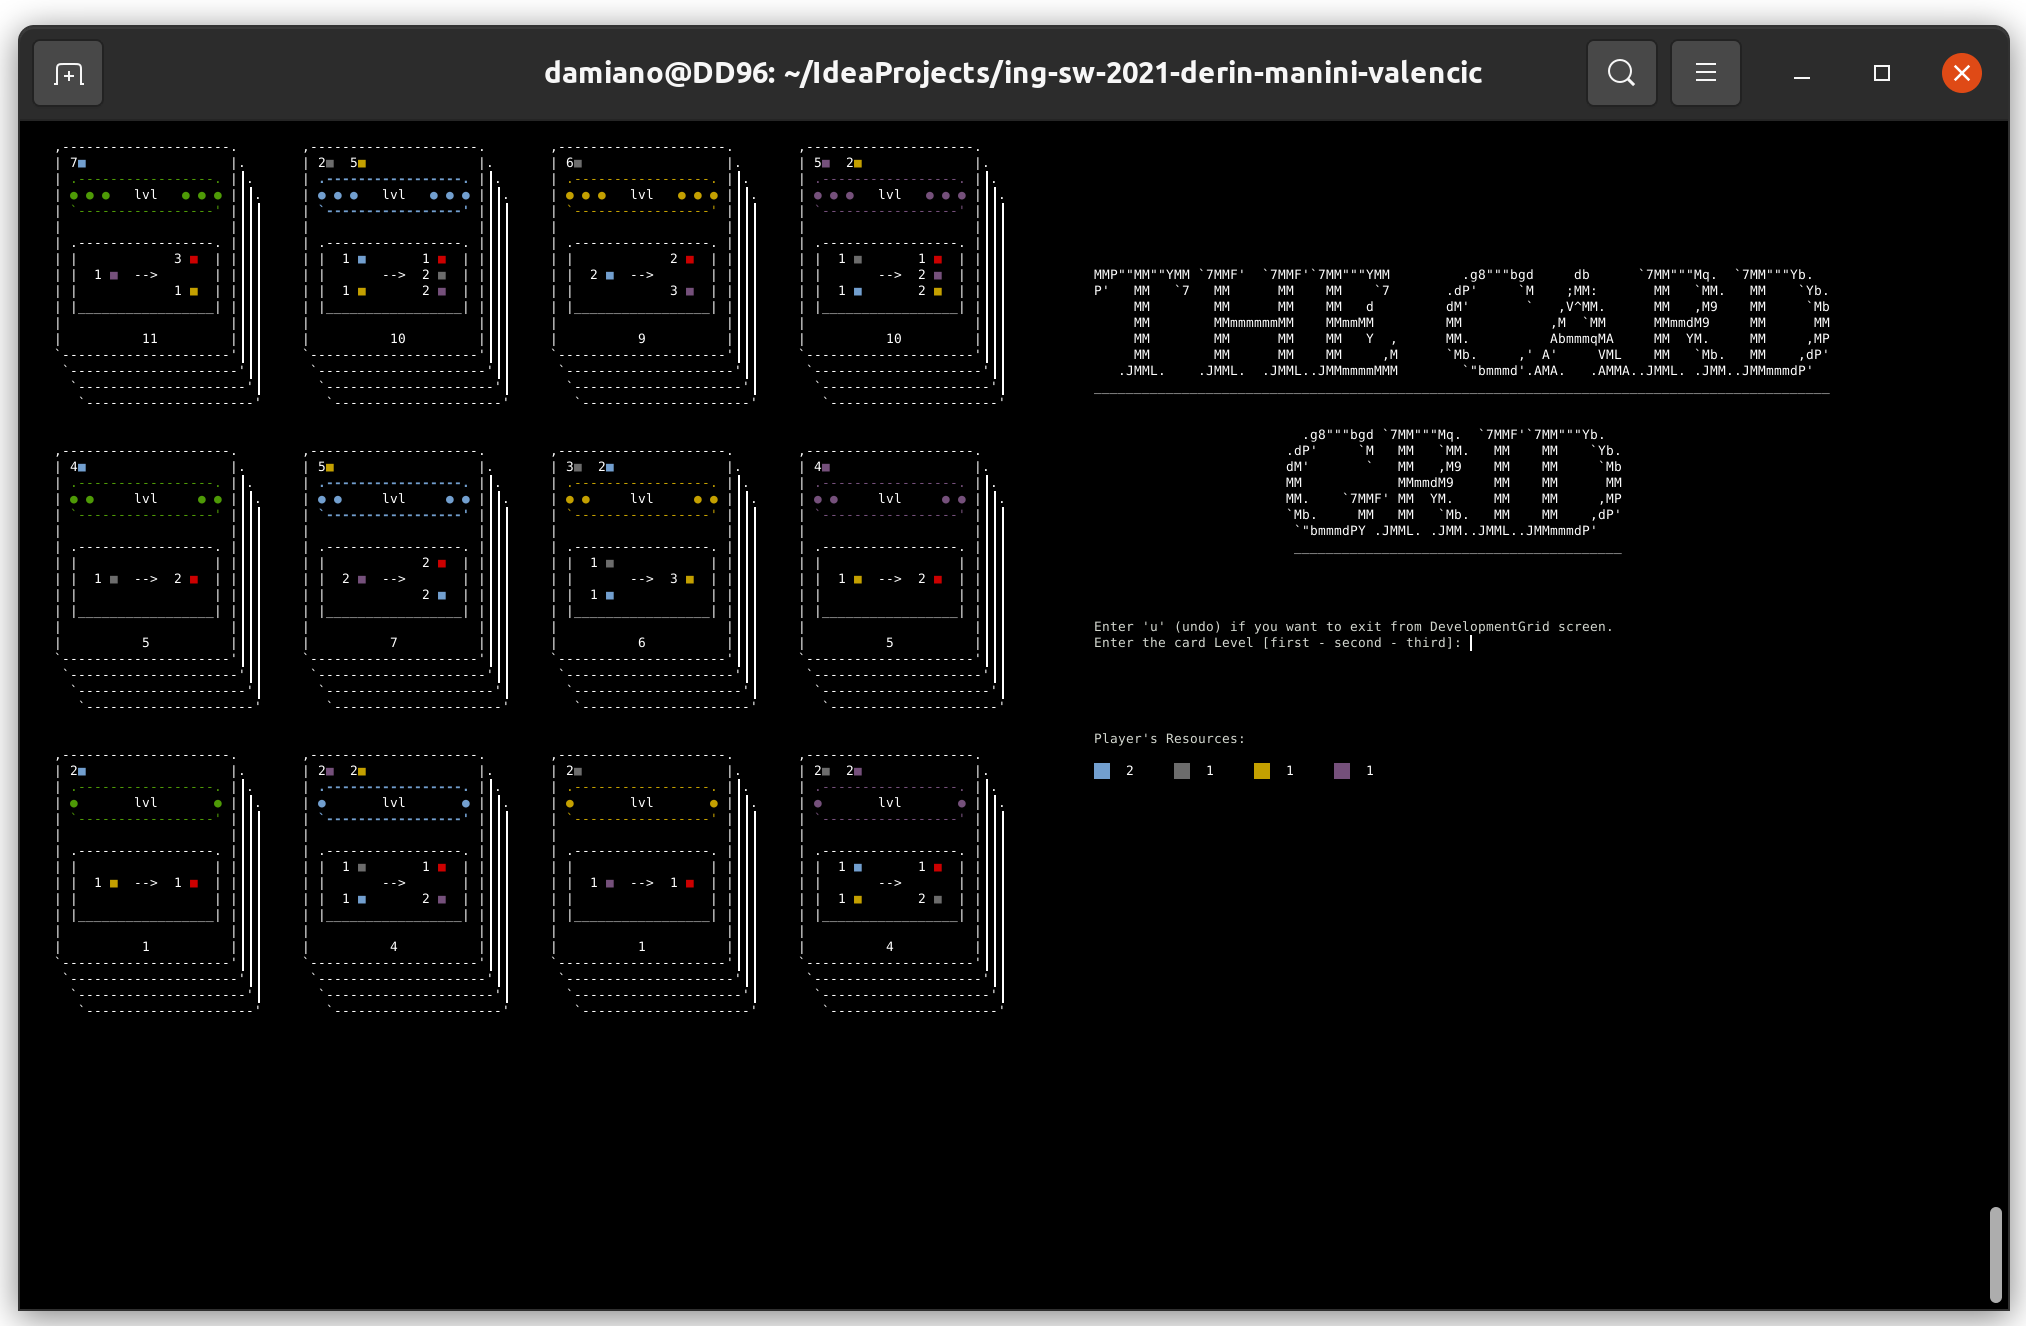 damiano@DD96: ~/IdeaProjects/ing-sw-2021-derin-manini-valencic
7
lvl
1 --> 3
1
11
2 5
lvl
1 --> 1
1 2
2
10
6
lvl
2 --> 2
3
9
5 2
lvl
1 --> 1
1 2
2
10
THE CARD
GRID
4
lvl
1 --> 2
5
5
lvl
2 --> 2
2
7
3 2
lvl
1 --> 3
1
6
4
lvl
1 --> 2
5
Enter 'u' (undo) if you want to exit from DevelopmentGrid screen.
Enter the card Level [first - second - third]:
Player's Resources:
2 1 1 1
2
lvl
1 --> 1
1
2 2
lvl
1 --> 1
1 2
4
2
lvl
1 --> 1
1
2 2
lvl
1 --> 1
1 2
4